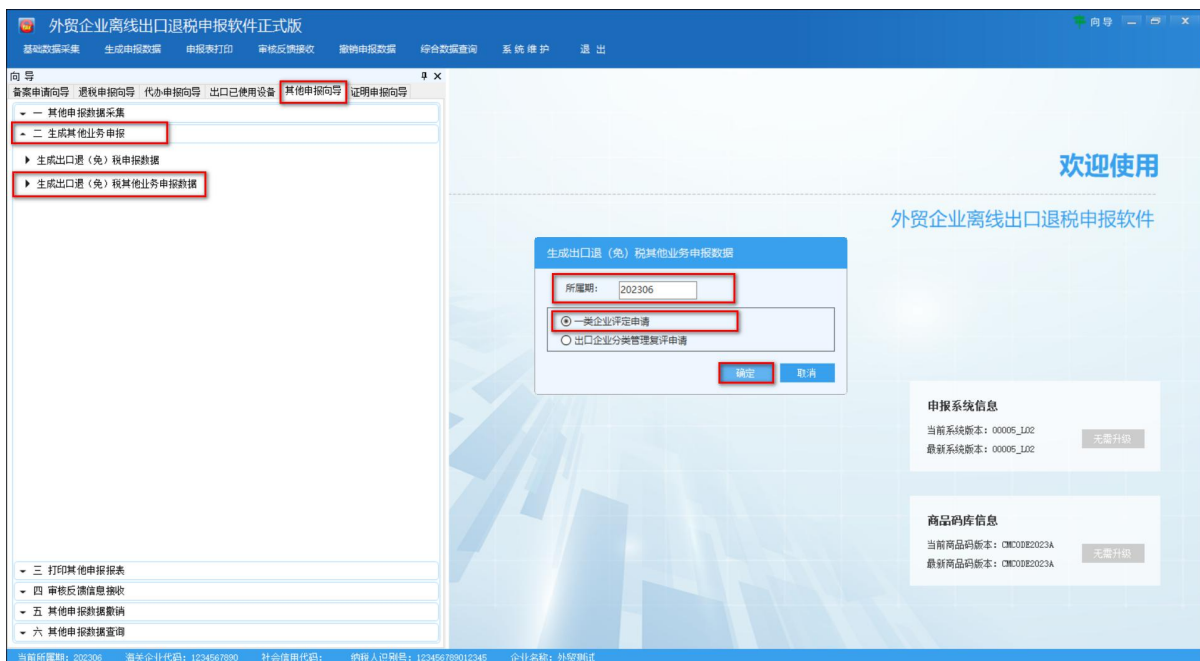 外贸企业离线出口退税申报软件正式版
向导
基础数据采集 生成申报数据 申报表打印 审核反馈接收 撤销申报数据 综合数据查询 系统维护 退出
向导
备案申请向导 退税申报向导 代办申报向导 出口已使用设备 其他申报向导 证明申报向导
一 其他申报数据采集
二 生成其他业务申报
生成出口退（免）税申报数据
生成出口退（免）税其他业务申报数据
欢迎使用
外贸企业离线出口退税申报软件
生成出口退（免）税其他业务申报数据
所属期： 202306
一类企业评定申请
出口企业分类管理复评申请
确定 取消
申报系统信息
当前系统版本：00005_L02
最新系统版本：00005_L02
无需升级
商品码库信息
当前商品码版本：CMCODE2023A
最新商品码版本：CMCODE2023A
无需升级
三 打印其他申报报表
四 审核反馈信息接收
五 其他申报数据撤销
六 其他申报数据查询
当前所属期：202306 海关企业代码：1234567890 社会信用代码： 纳税人识别号：123456789012345 企业名称：外贸测试